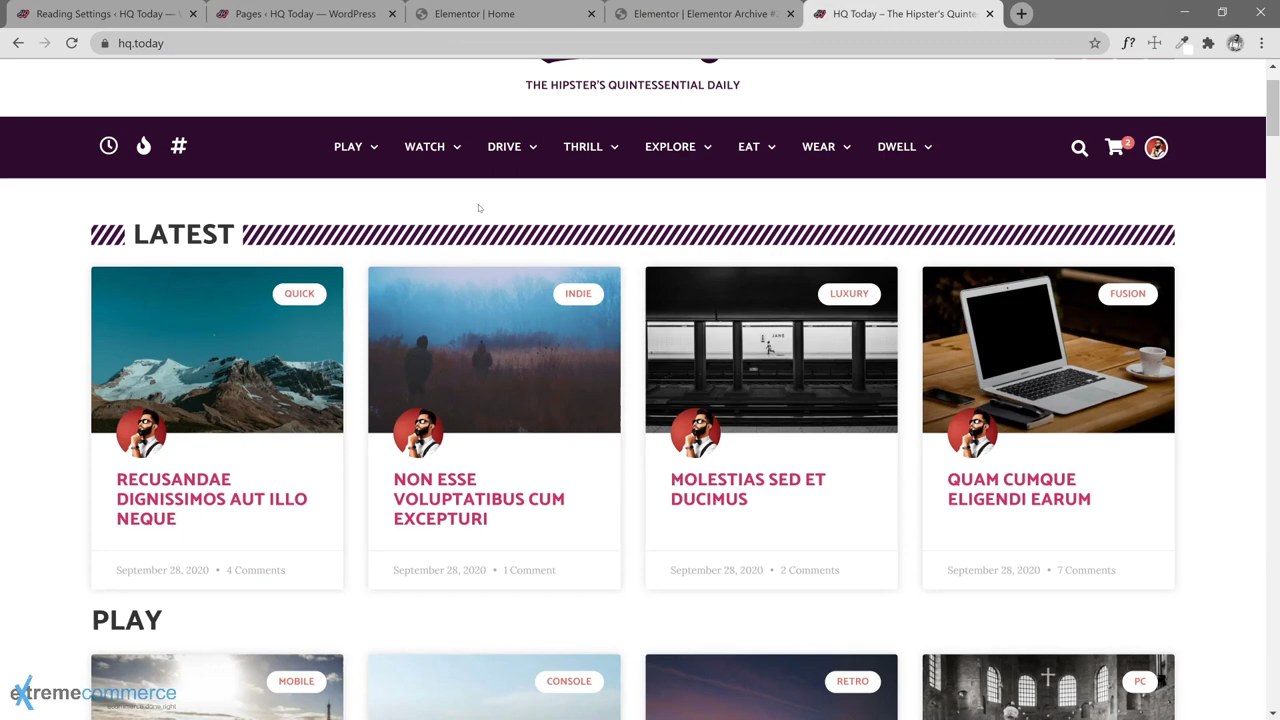 Reading Settings ‹ HQ Today —
Pages ‹ HQ Today — WordPress
Elementor | Home
Elementor | Elementor Archive #
HQ Today – The Hipster's Quinte
hq.today
THE HIPSTER'S QUINTESSENTIAL DAILY
PLAY WATCH DRIVE THRILL EXPLORE EAT WEAR DWELL
2
LATEST
QUICK
INDIE
LUXURY
FUSION
RECUSANDAE
DIGNISSIMOS AUT ILLO
NEQUE
September 28, 2020 • 4 Comments
NON ESSE
VOLUPTATIBUS CUM
EXCEPTURI
September 28, 2020 • 1 Comment
MOLESTIAS SED ET
DUCIMUS
September 28, 2020 • 2 Comments
QUAM CUMQUE
ELIGENDI EARUM
September 28, 2020 • 7 Comments
PLAY
MOBILE
CONSOLE
RETRO
PC
extremecommerce